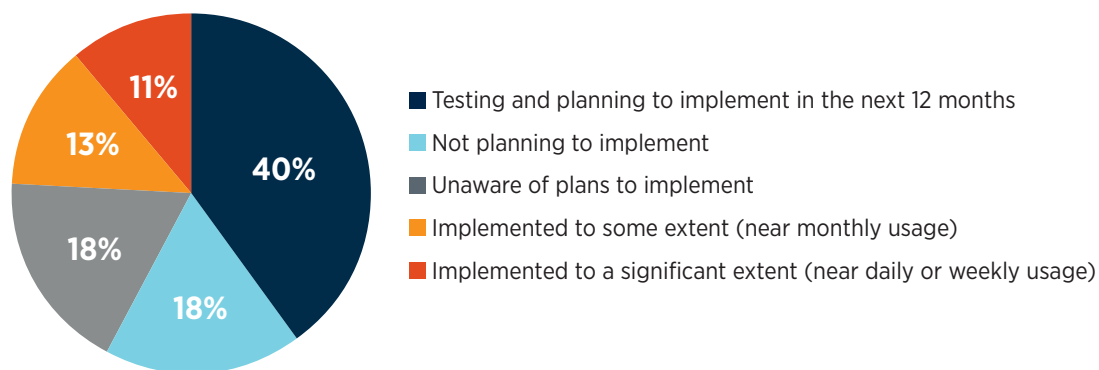 11%
13%
40%
18%
18%
Testing and planning to implement in the next 12 months
Not planning to implement
Unaware of plans to implement
Implemented to some extent (near monthly usage)
Implemented to a significant extent (near daily or weekly usage)